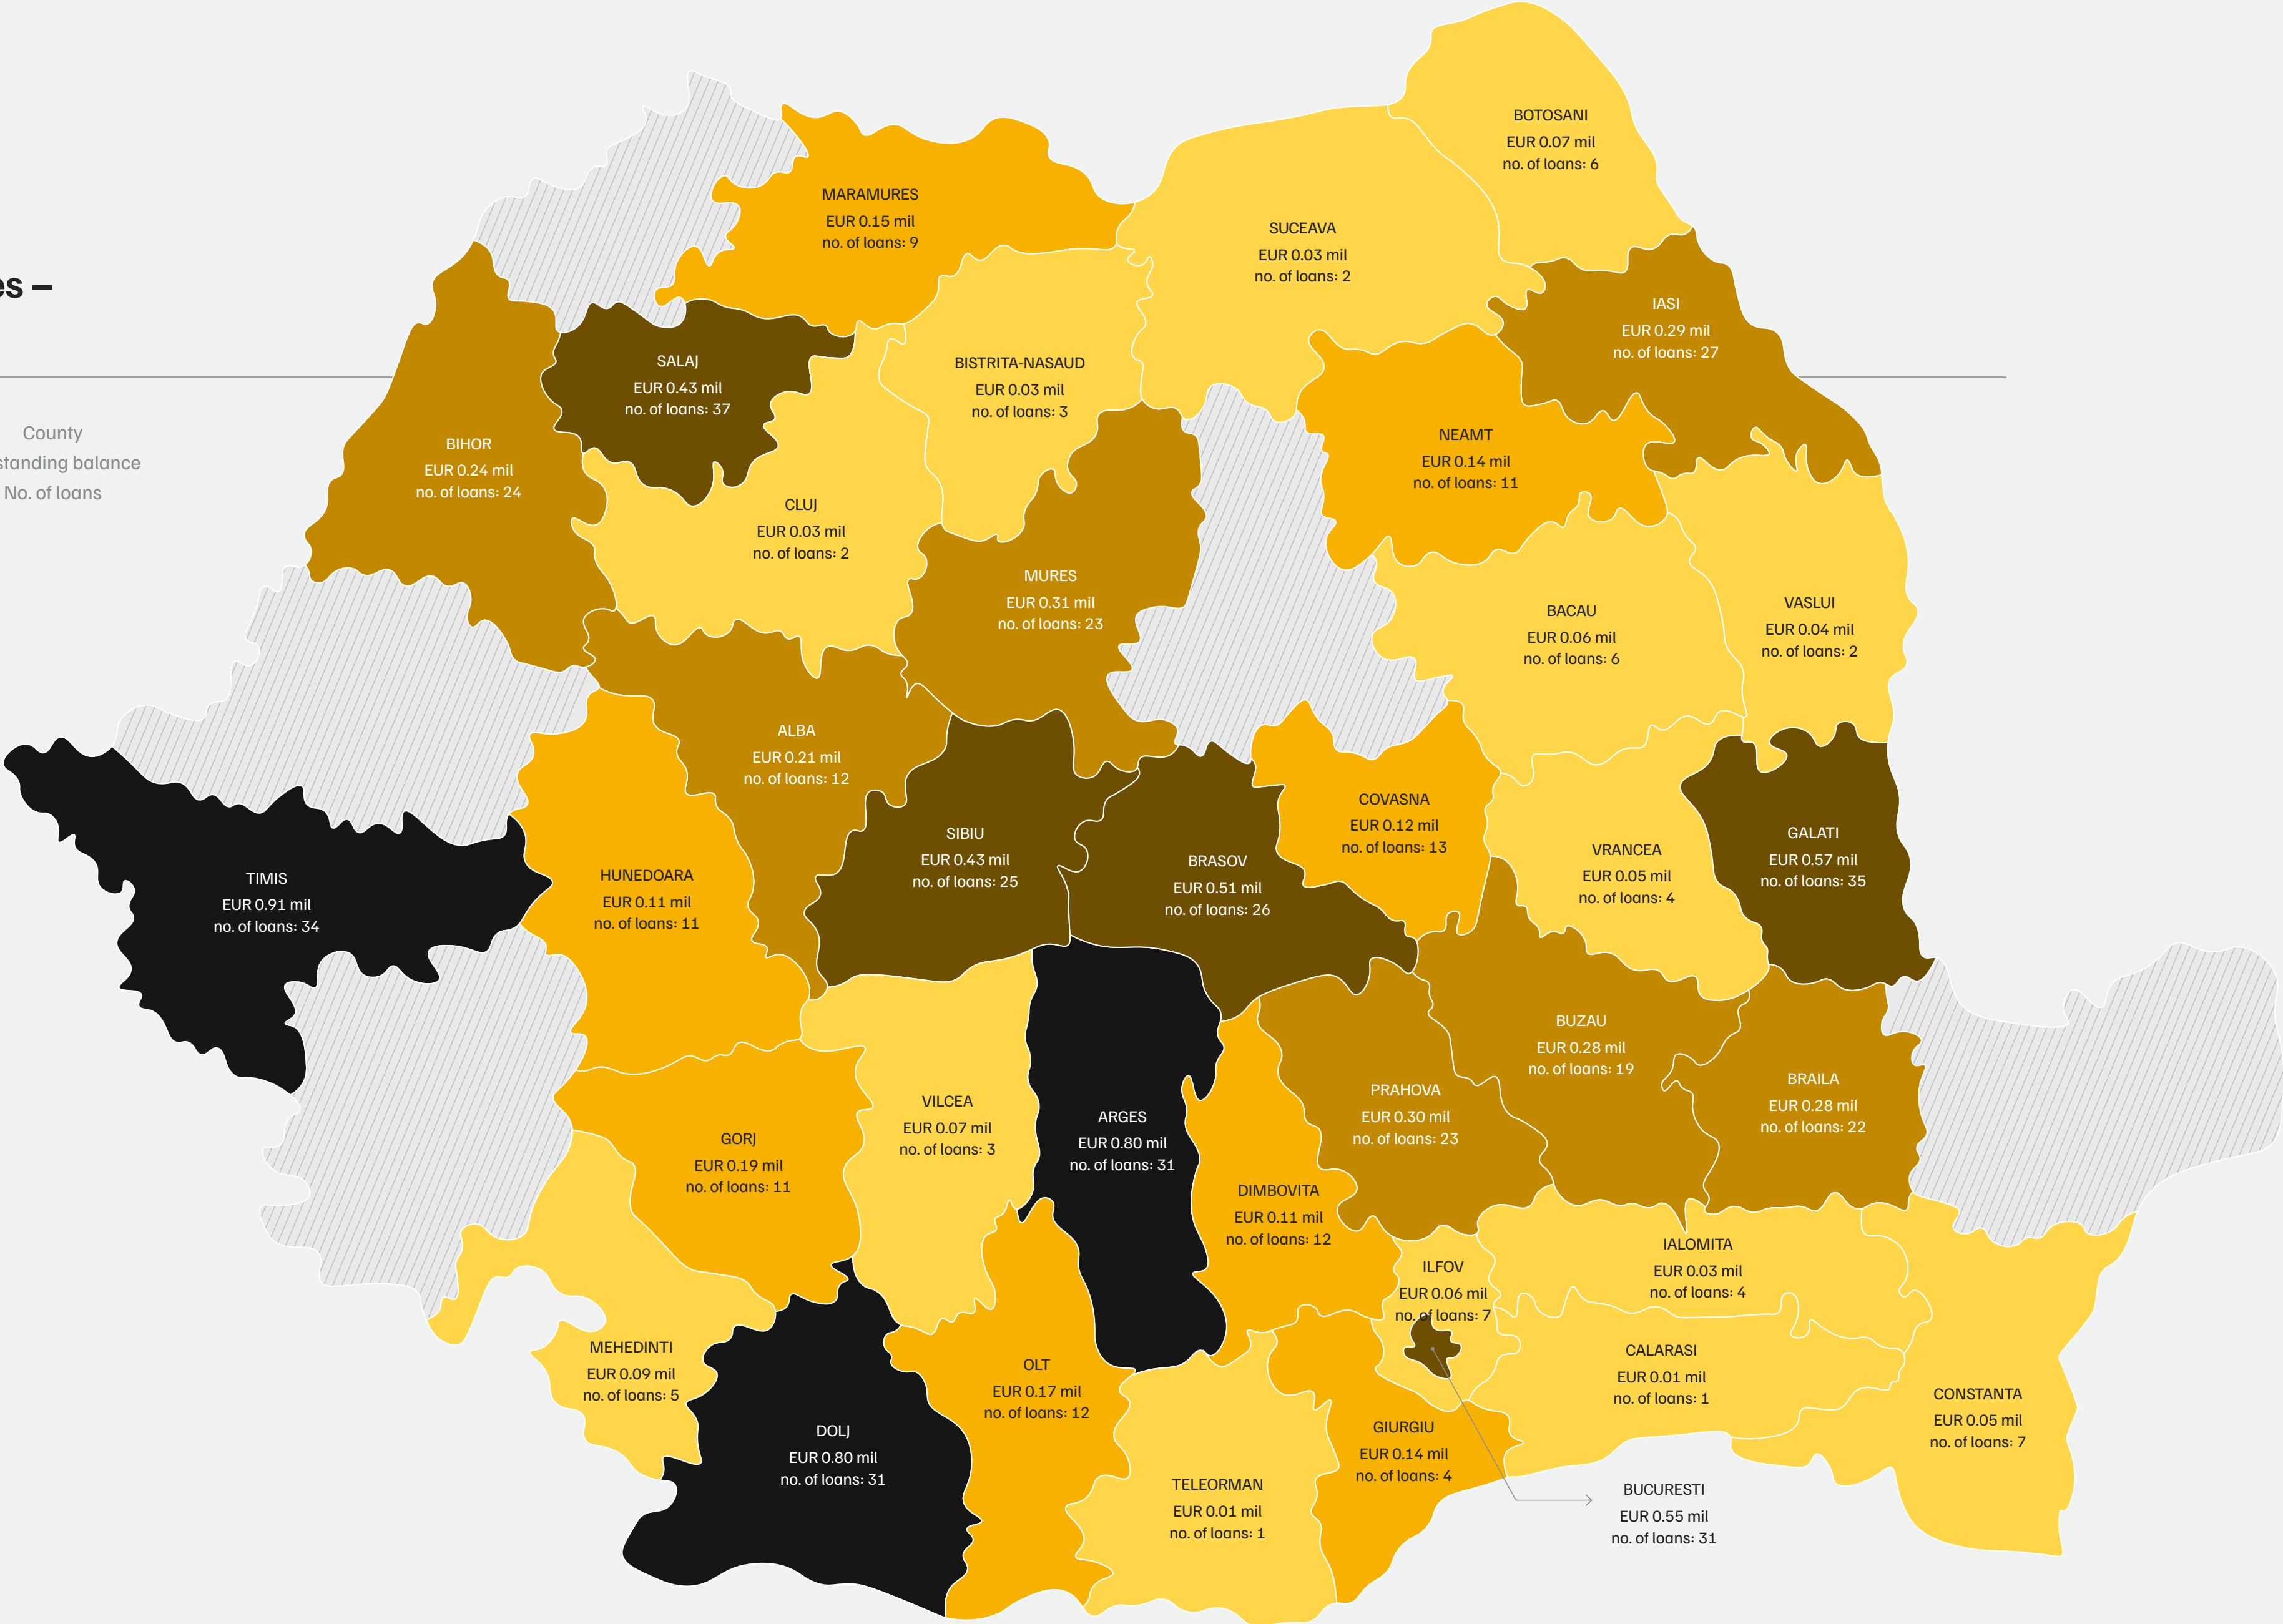 es –
County
standing balance
No. of loans
BOTOSANI
EUR 0.07 mil
no. of loans: 6
MARAMURES
EUR 0.15 mil
no. of loans: 9
SUCEAVA
EUR 0.03 mil
no. of loans: 2
IASI
EUR 0.29 mil
no. of loans: 27
SALAJ
EUR 0.43 mil
no. of loans: 37
BISTRITA-NASAUD
EUR 0.03 mil
no. of loans: 3
BIHOR
EUR 0.24 mil
no. of loans: 24
NEAMT
EUR 0.14 mil
no. of loans: 11
CLUJ
EUR 0.03 mil
no. of loans: 2
MURES
EUR 0.31 mil
no. of loans: 23
BACAU
EUR 0.06 mil
no. of loans: 6
VASLUI
EUR 0.04 mil
no. of loans: 2
ALBA
EUR 0.21 mil
no. of loans: 12
COVASNA
EUR 0.12 mil
no. of loans: 13
SIBIU
EUR 0.43 mil
no. of loans: 25
BRASOV
EUR 0.51 mil
no. of loans: 26
VRANCEA
EUR 0.05 mil
no. of loans: 4
GALATI
EUR 0.57 mil
no. of loans: 35
TIMIS
EUR 0.91 mil
no. of loans: 34
HUNEDOARA
EUR 0.11 mil
no. of loans: 11
BUZAU
EUR 0.28 mil
no. of loans: 19
BRAILA
EUR 0.28 mil
no. of loans: 22
PRAHOVA
EUR 0.30 mil
no. of loans: 23
VILCEA
EUR 0.07 mil
no. of loans: 3
ARGES
EUR 0.80 mil
no. of loans: 31
GORJ
EUR 0.19 mil
no. of loans: 11
DIMBOVITA
EUR 0.11 mil
no. of loans: 12
IALOMITA
EUR 0.03 mil
no. of loans: 4
ILFOV
EUR 0.06 mil
no. of loans: 7
MEHEDINTI
EUR 0.09 mil
no. of loans: 5
OLT
EUR 0.17 mil
no. of loans: 12
CALARASI
EUR 0.01 mil
no. of loans: 1
CONSTANTA
EUR 0.05 mil
no. of loans: 7
DOLJ
EUR 0.80 mil
no. of loans: 31
GIURGIU
EUR 0.14 mil
no. of loans: 4
TELEORMAN
EUR 0.01 mil
no. of loans: 1
BUCURESTI
EUR 0.55 mil
no. of loans: 31